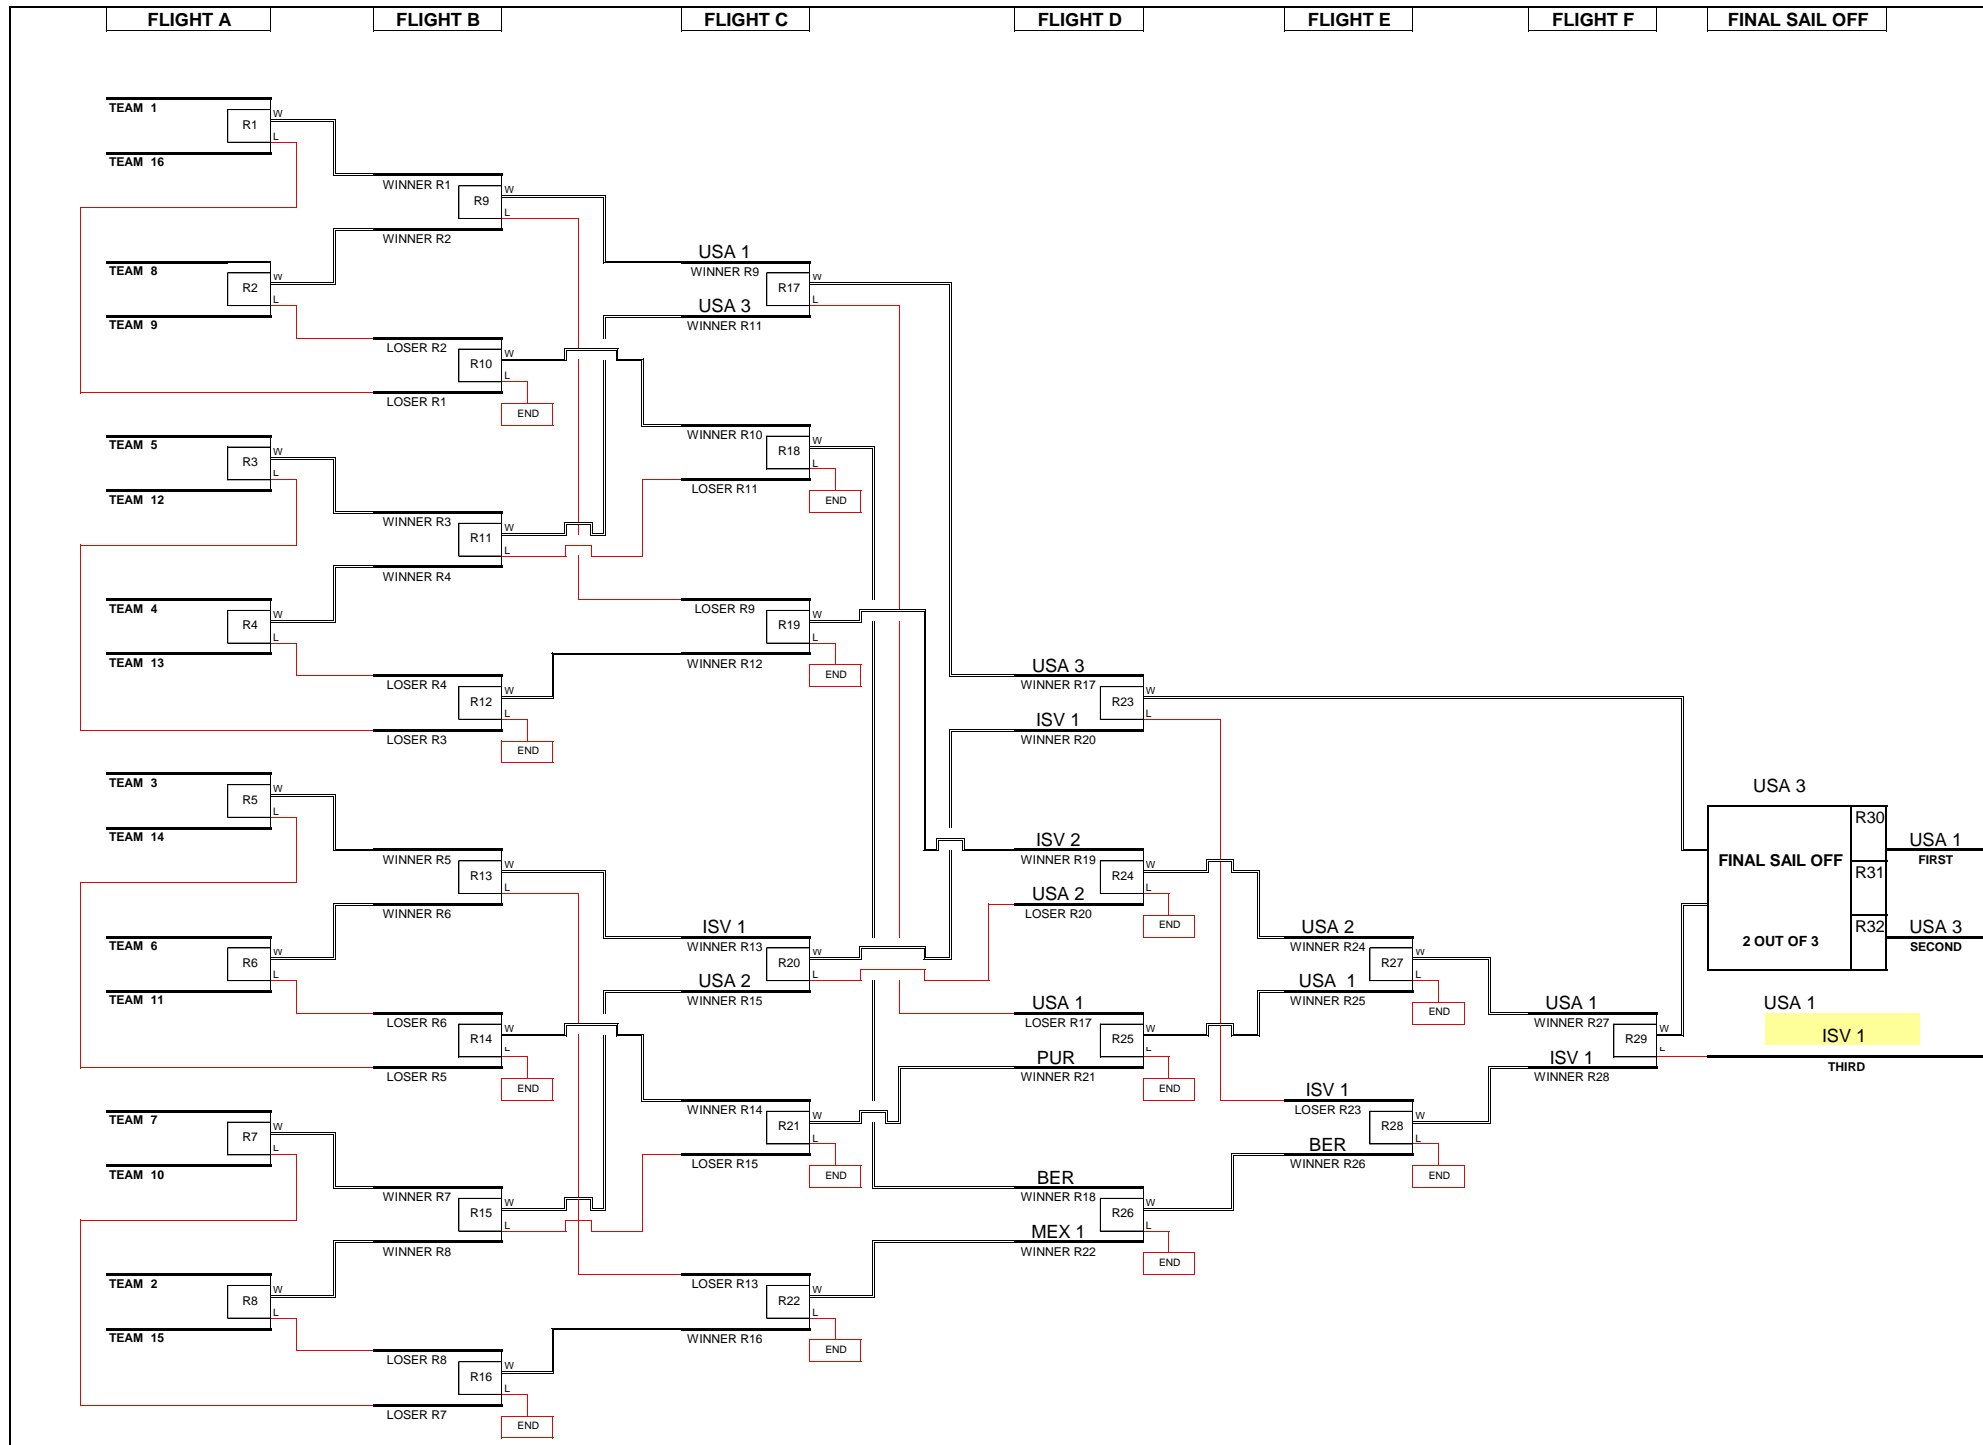 FLIGHT A
FLIGHT B
FLIGHT C
FLIGHT D
FLIGHT E
FLIGHT F
FINAL SAIL OFF
TEAM 1
R1
W
L
TEAM 16
TEAM 8
R2
W
L
TEAM 9
TEAM 5
R3
W
L
TEAM 12
TEAM 4
R4
W
L
TEAM 13
TEAM 3
R5
W
L
TEAM 14
TEAM 6
R6
W
L
TEAM 11
TEAM 7
R7
W
L
TEAM 10
TEAM 2
R8
W
L
TEAM 15
WINNER R1
R9
W
L
WINNER R2
LOSER R2
R10
W
L
LOSER R1
END
WINNER R3
R11
W
L
WINNER R4
LOSER R4
R12
W
L
LOSER R3
END
WINNER R5
R13
W
L
WINNER R6
LOSER R6
R14
W
L
LOSER R5
END
WINNER R7
R15
W
L
WINNER R8
LOSER R8
R16
W
L
LOSER R7
END
USA 1
WINNER R9
R17
W
L
USA 3
WINNER R11
WINNER R10
R18
W
L
LOSER R11
END
LOSER R9
R19
W
L
WINNER R12
END
ISV 1
WINNER R13
R20
W
L
USA 2
WINNER R15
WINNER R14
R21
W
L
LOSER R15
END
LOSER R13
R22
W
L
WINNER R16
END
USA 3
WINNER R17
R23
W
L
ISV 1
WINNER R20
ISV 2
WINNER R19
R24
W
L
USA 2
LOSER R20
END
USA 1
LOSER R17
R25
W
L
PUR
WINNER R21
END
BER
WINNER R18
R26
W
L
MEX 1
WINNER R22
END
USA 2
WINNER R24
R27
W
L
USA 1
WINNER R25
END
ISV 1
LOSER R23
R28
W
L
BER
WINNER R26
END
USA 1
WINNER R27
R29
W
L
ISV 1
WINNER R28
USA 3
R30
FINAL SAIL OFF
R31
2 OUT OF 3
R32
USA 1
FIRST
USA 3
SECOND
USA 1
ISV 1
THIRD